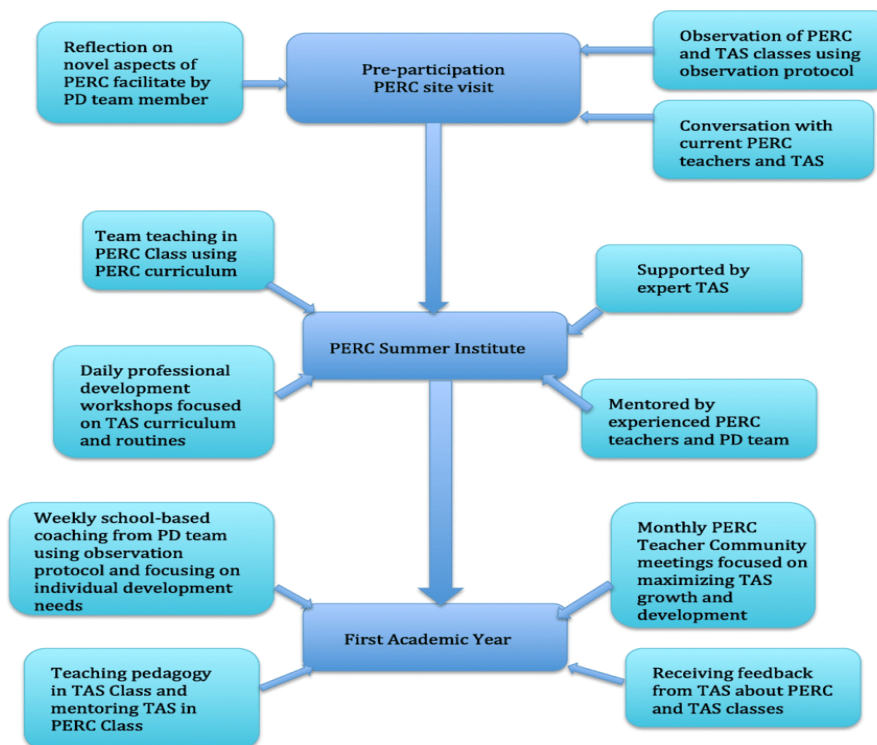 Reflection on
novel aspects of
PERC facilitate by
PD team member
Pre-participation
PERC site visit
Observation of PERC
and TAS classes using
observation protocol
Conversation with
current PERC
teachers and TAS
Team teaching in
PERC Class using
PERC curriculum
Supported by
expert TAS
PERC Summer Institute
Daily professional
development
workshops focused
on TAS curriculum
and routines
Mentored by
experienced PERC
teachers and PD team
Weekly school-based
coaching from PD team
using observation
protocol and focusing on
individual development
needs
Monthly PERC
Teacher Community
meetings focused on
maximizing TAS
growth and
development
First Academic Year
Teaching pedagogy
in TAS Class and
mentoring TAS in
PERC Class
Receiving feedback
from TAS about PERC
and TAS classes